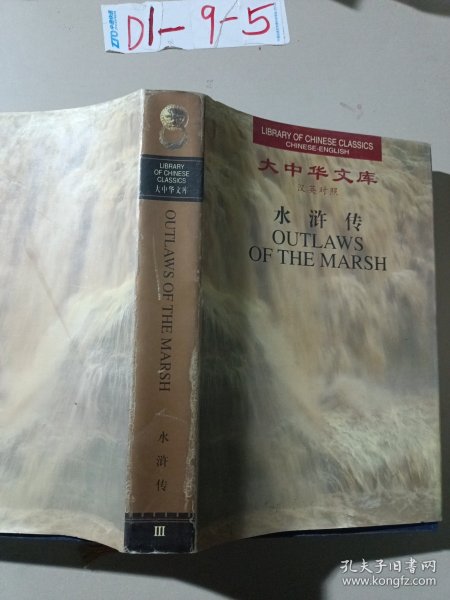 D1-9-5
LIBRARY OF CHINESE CLASSICS
CHINESE-ENGLISH
大中华文库
汉英对照
水浒传
OUTLAWS
OF THE MARSH
LIBRARY
OF CHINESE
CLASSICS
大中华文库
OUTLAWS OF THE MARSH
水浒传
III
孔夫子旧书网
www.kongfz.com